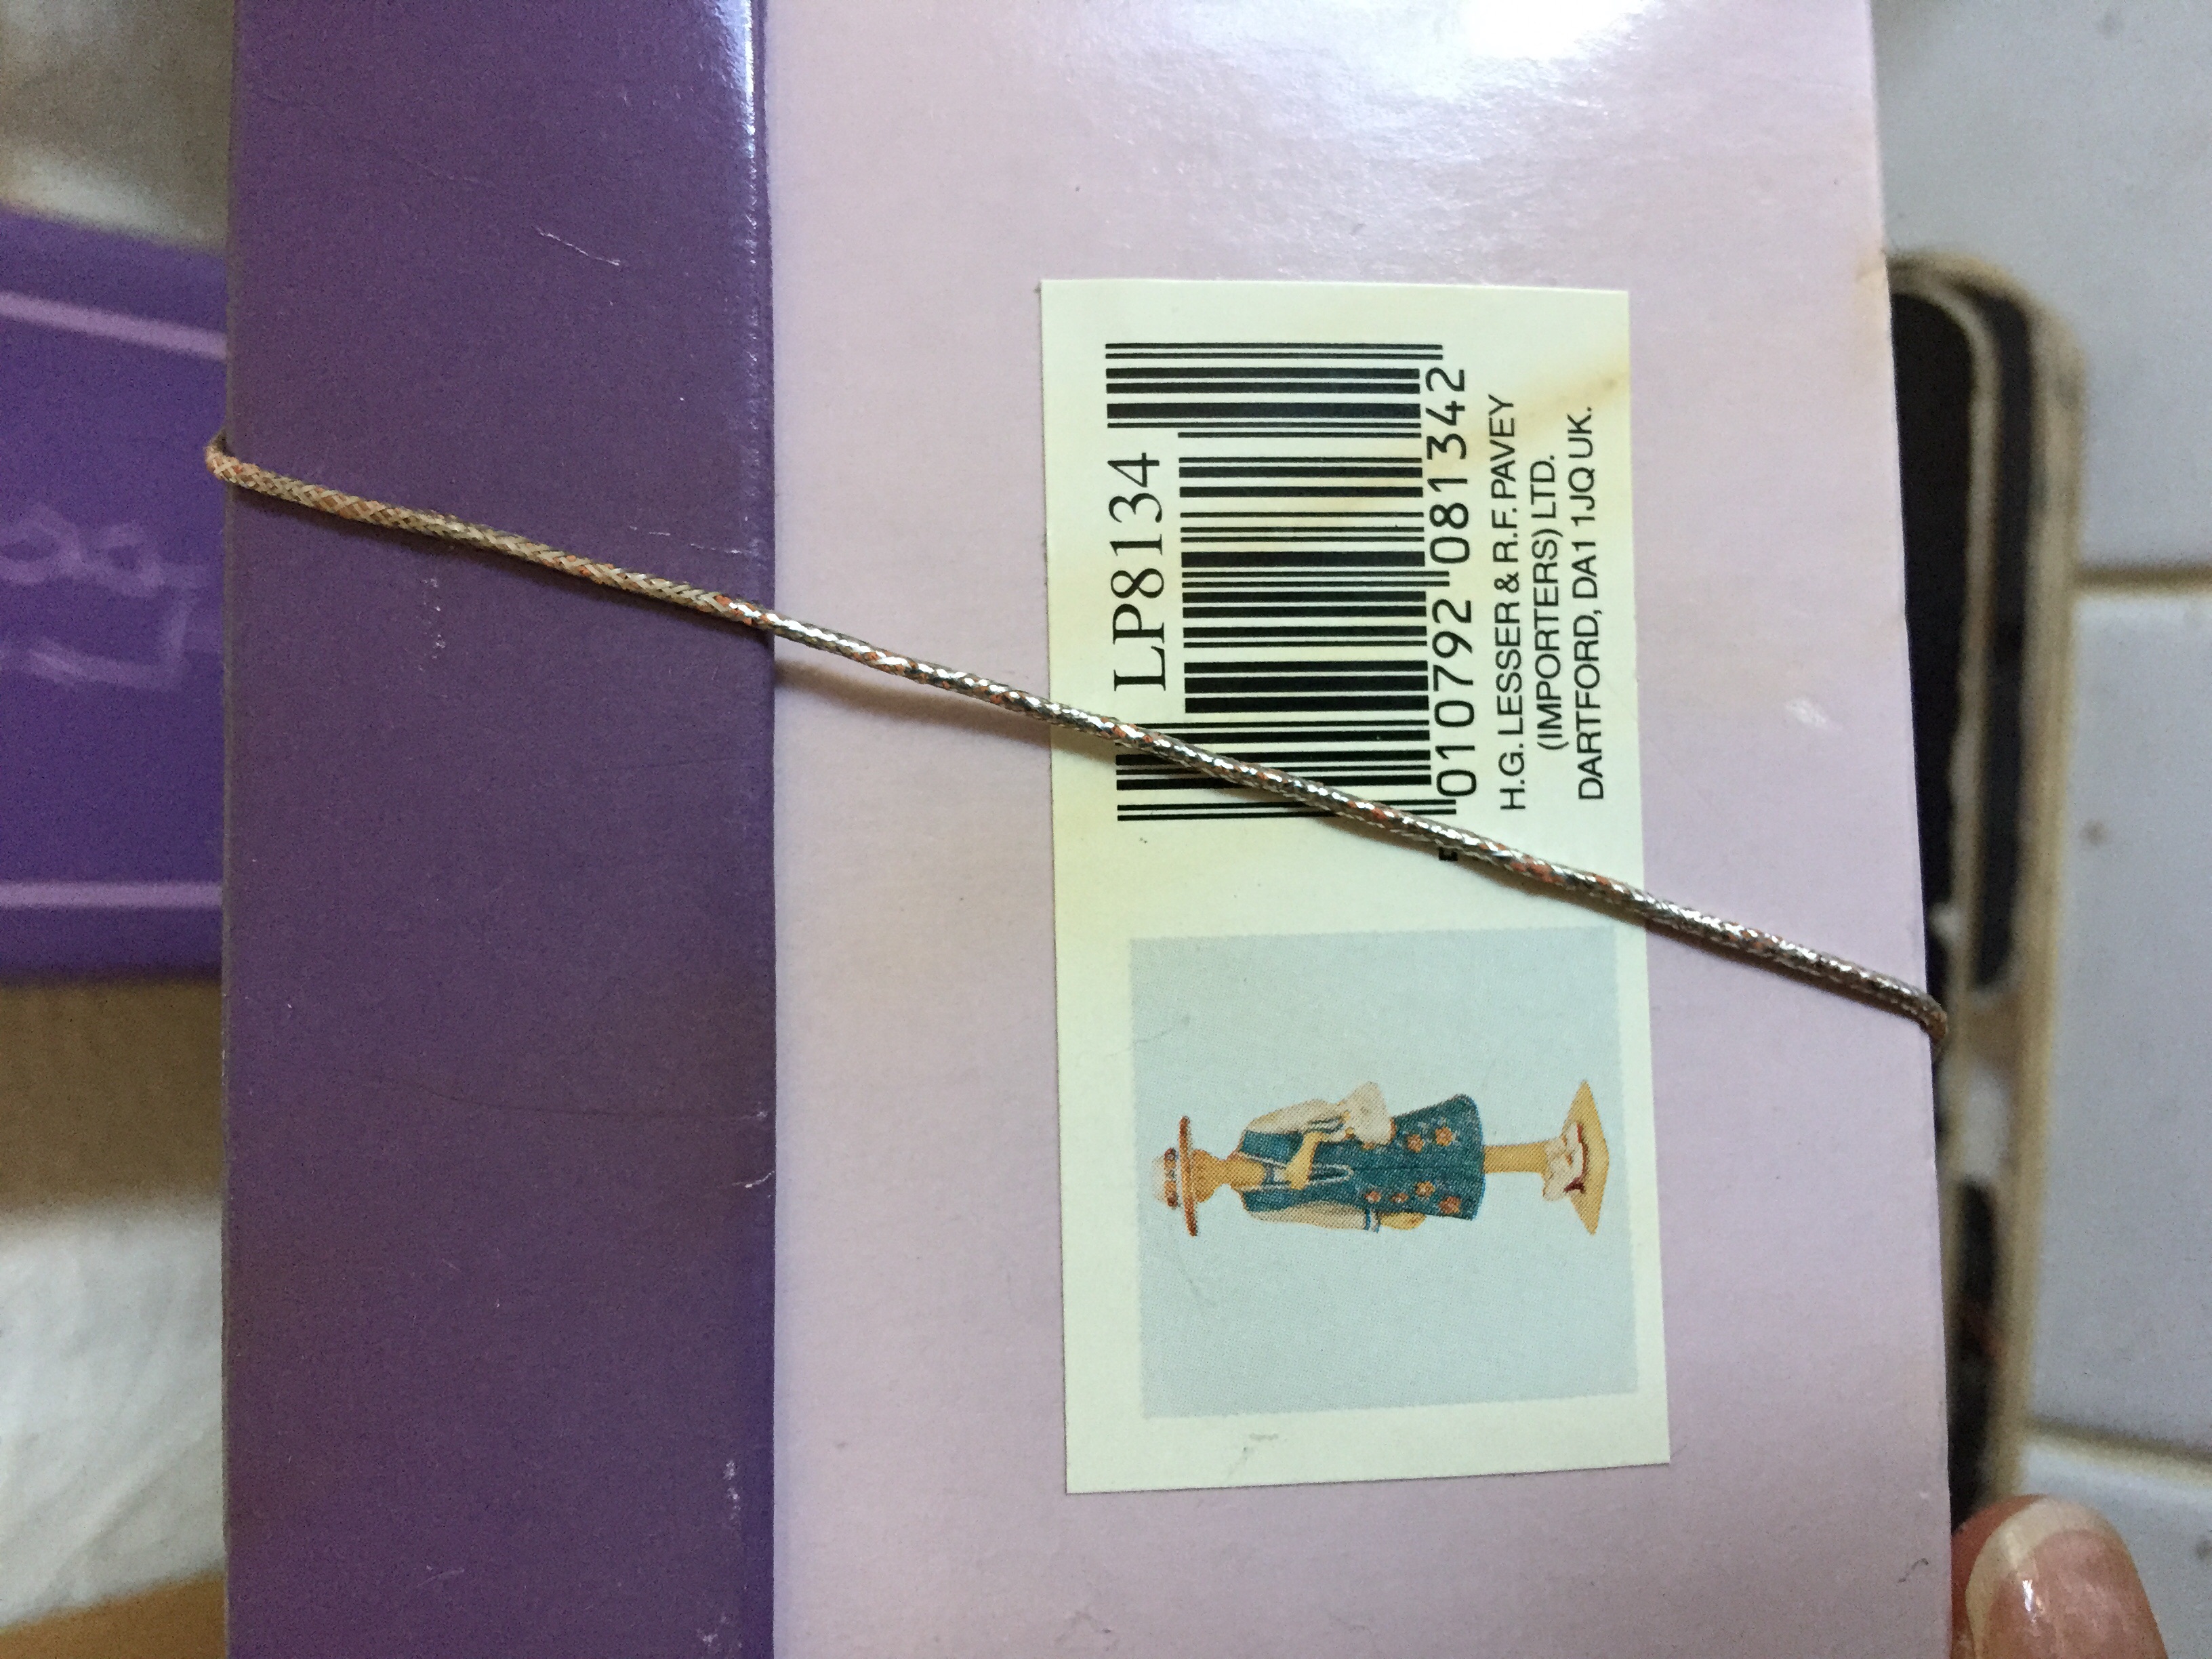 LP8134
010792 081342
H.G. LESSER & R.F. PAVEY
(IMPORTERS) LTD.
DARTFORD, DA1 1JQ UK.